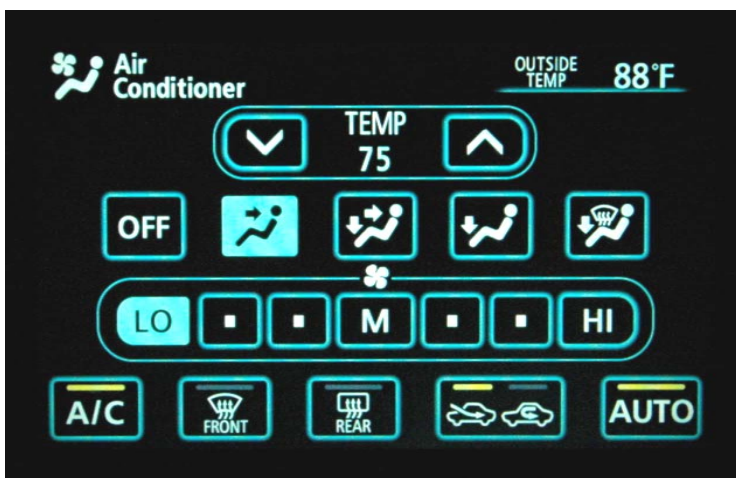 Air
Conditioner
OUTSIDE
TEMP
88°F
TEMP
75
OFF
LO
M
HI
A/C
FRONT
REAR
AUTO